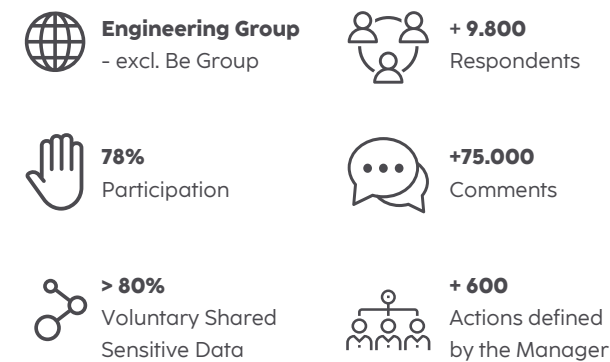 Engineering Group
- excl. Be Group
+ 9.800
Respondents
78%
Participation
+75.000
Comments
> 80%
Voluntary Shared
Sensitive Data
+ 600
Actions defined
by the Manager